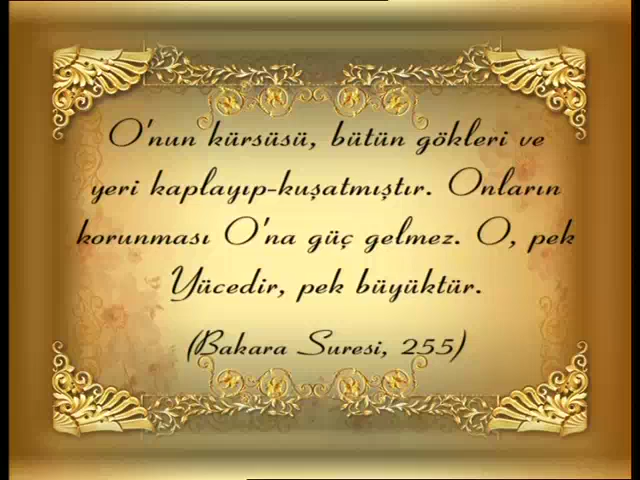 O'nun kürsüsü, bütün gökleri ve
yeri kaplayıp-kuşatmıştır. Onların
korunması O'na güç gelmez. O, pek
Yücedir, pek büyüktür.
(Bakara Suresi, 255)